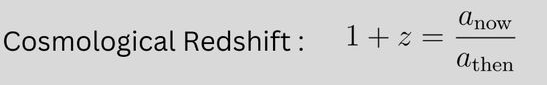 Cosmological Redshift : 1 + z = a_now / a_then